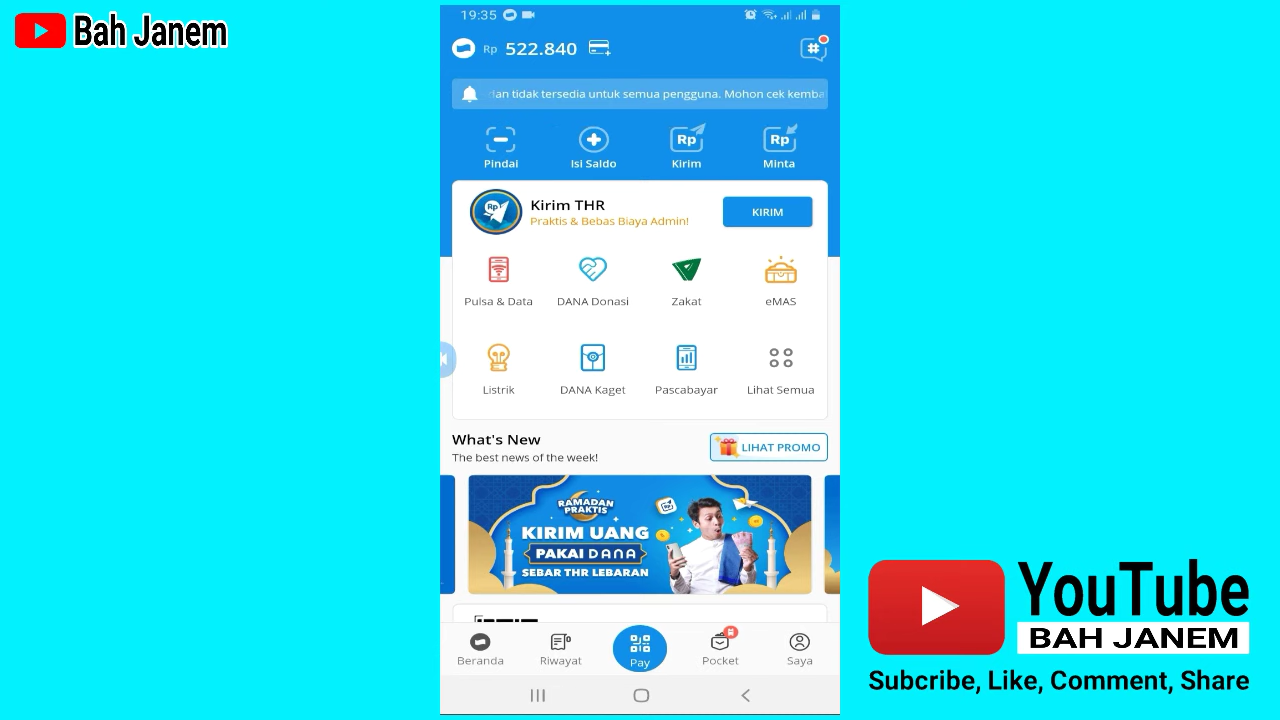 Bah Janem
19:35
Rp 522.840
lan tidak tersedia untuk semua pengguna. Mohon cek kemba
Pindai
Isi Saldo
Rp
Kirim
Rp
Minta
Rp
Kirim THR
Praktis & Bebas Biaya Admin!
KIRIM
Pulsa & Data
DANA Donasi
Zakat
eMAS
Listrik
DANA Kaget
Pascabayar
Lihat Semua
What's New
The best news of the week!
LIHAT PROMO
RAMADAN
PRAKTIS
KIRIM UANG
PAKAI DANA
SEBAR THR LEBARAN
Beranda
Riwayat
Pay
Pocket
Saya
YouTube
BAH JANEM
Subcribe, Like, Comment, Share